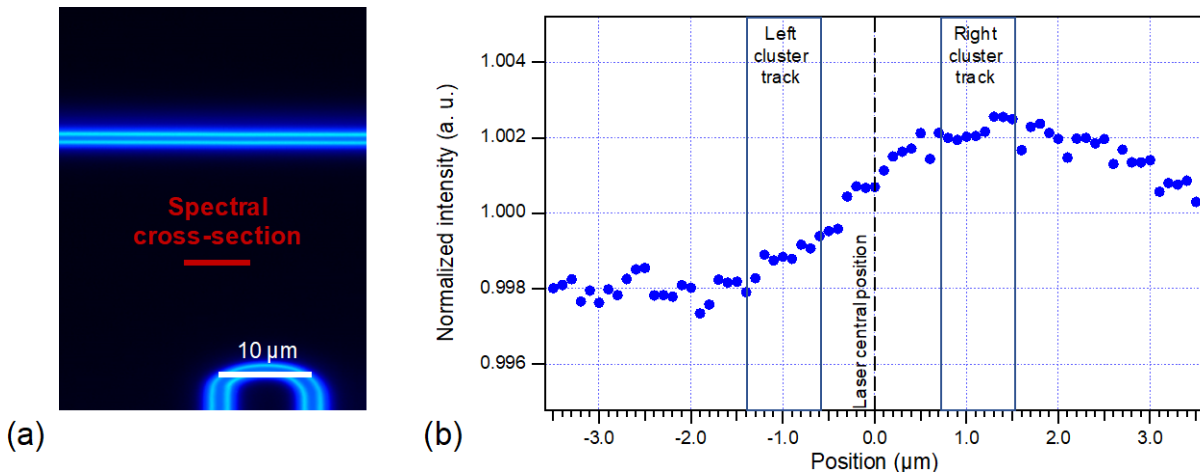 Spectral
cross-section
10 µm
(a)
Normalized intensity (a. u.)
1.004
1.002
1.000
0.998
0.996
Left
cluster
track
Laser central position
Right
cluster
track
-3.0 -2.0 -1.0 0.0 1.0 2.0 3.0
Position (µm)
(b)